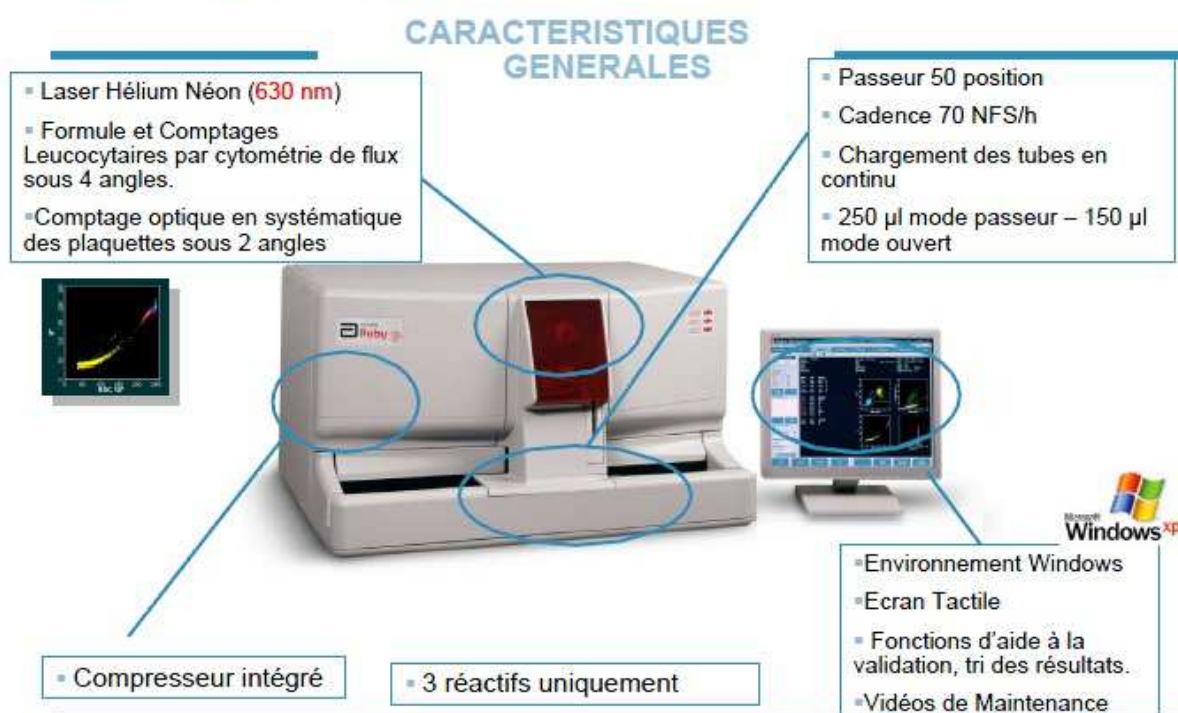 CARACTERISTIQUES
GENERALES
▪ Laser Hélium Néon (630 nm)
▪ Formule et Comptages
Leucocytaires par cytométrie de flux
sous 4 angles.
▪Comptage optique en systématique
des plaquettes sous 2 angles
▪ Passeur 50 position
▪ Cadence 70 NFS/h
▪ Chargement des tubes en
continu
▪ 250 µl mode passeur – 150 µl
mode ouvert
Ruby
Microsoft
Windows xp
▪Environnement Windows
▪Ecran Tactile
▪ Fonctions d'aide à la
validation, tri des résultats.
▪Vidéos de Maintenance
▪ Compresseur intégré
▪ 3 réactifs uniquement